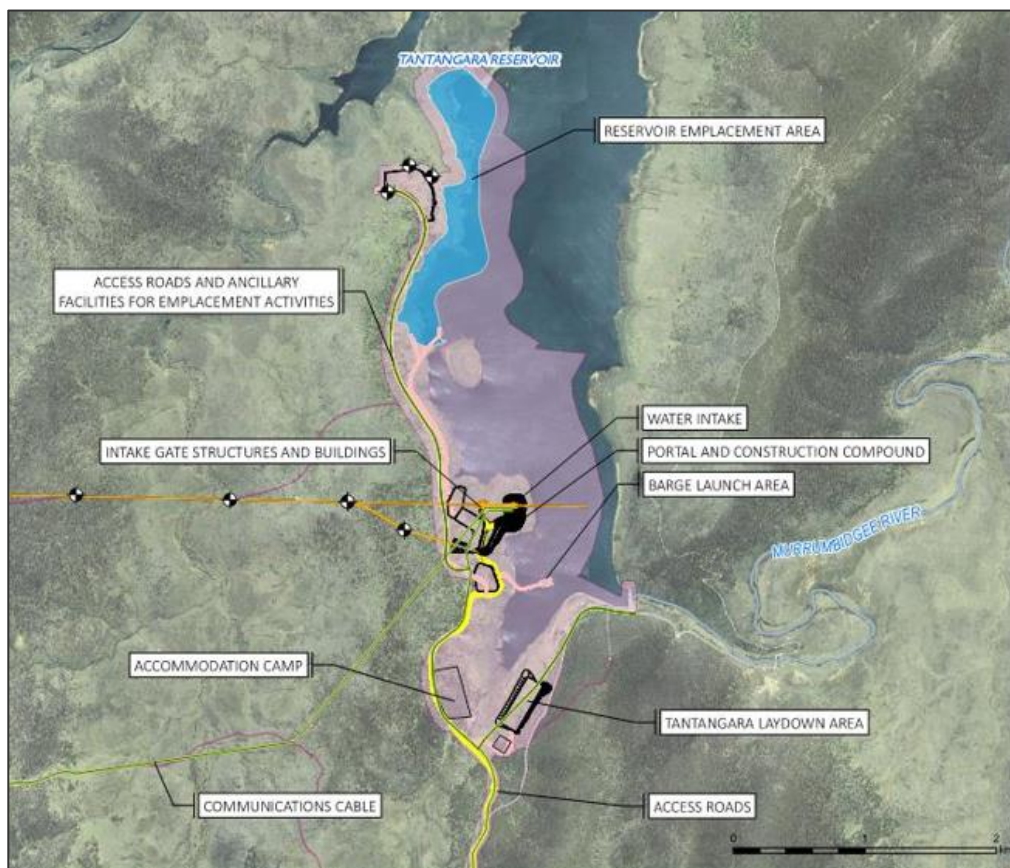 TANTANGARA RESERVOIR
RESERVOIR EMPLACEMENT AREA
ACCESS ROADS AND ANCILLARY
FACILITIES FOR EMPLACEMENT ACTIVITIES
WATER INTAKE
INTAKE GATE STRUCTURES AND BUILDINGS
PORTAL AND CONSTRUCTION COMPOUND
BARGE LAUNCH AREA
MURRUMBIDGEE RIVER
ACCOMMODATION CAMP
TANTANGARA LAYDOWN AREA
COMMUNICATIONS CABLE
ACCESS ROADS
0 1 2